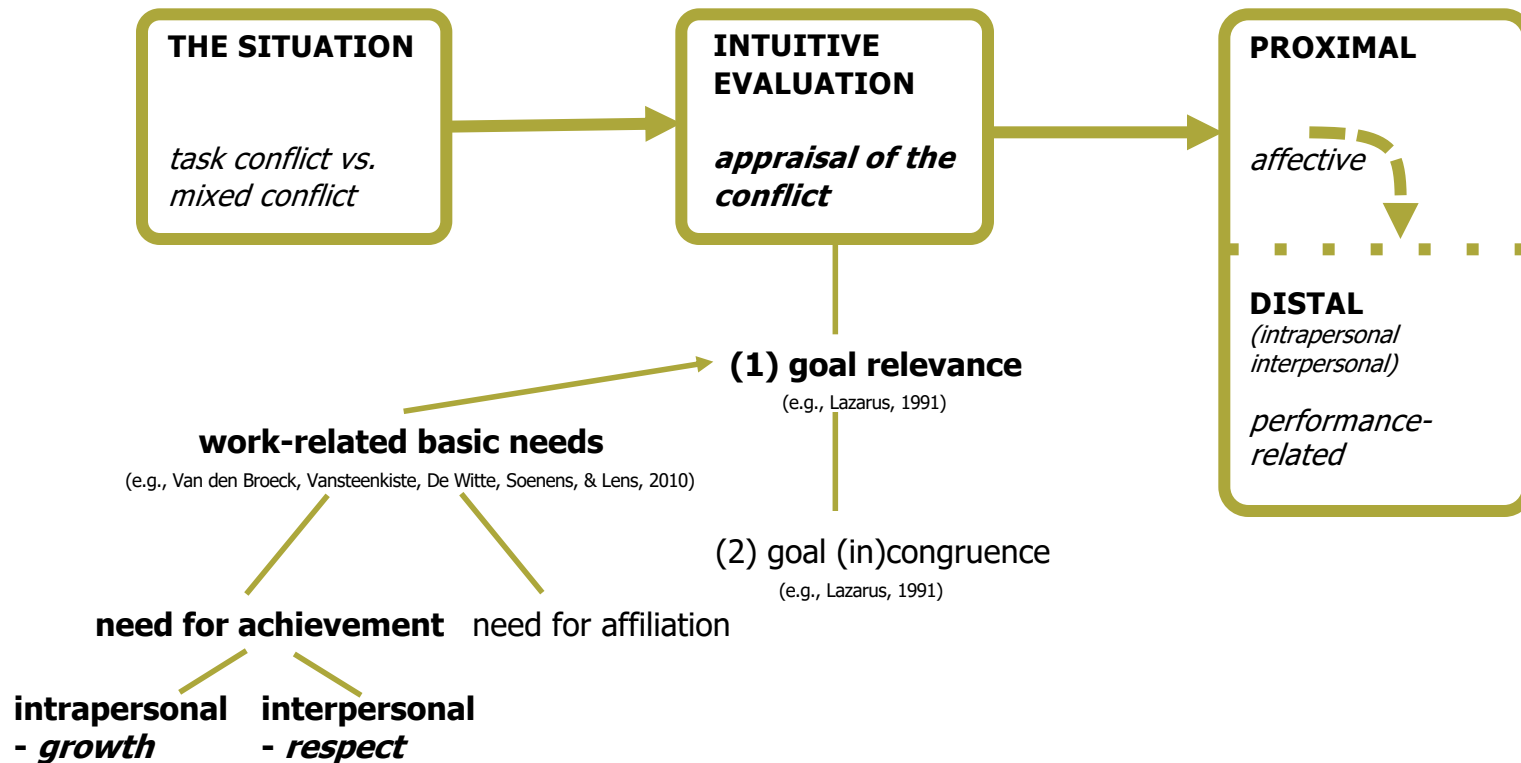 THE SITUATION
task conflict vs.
mixed conflict
INTUITIVE
EVALUATION
appraisal of the
conflict
PROXIMAL
affective
DISTAL
(intrapersonal
interpersonal)
performance-
related
(1) goal relevance
(e.g., Lazarus, 1991)
work-related basic needs
(e.g., Van den Broeck, Vansteenkiste, De Witte, Soenens, & Lens, 2010)
(2) goal (in)congruence
(e.g., Lazarus, 1991)
need for achievement
need for affiliation
intrapersonal
- growth
interpersonal
- respect